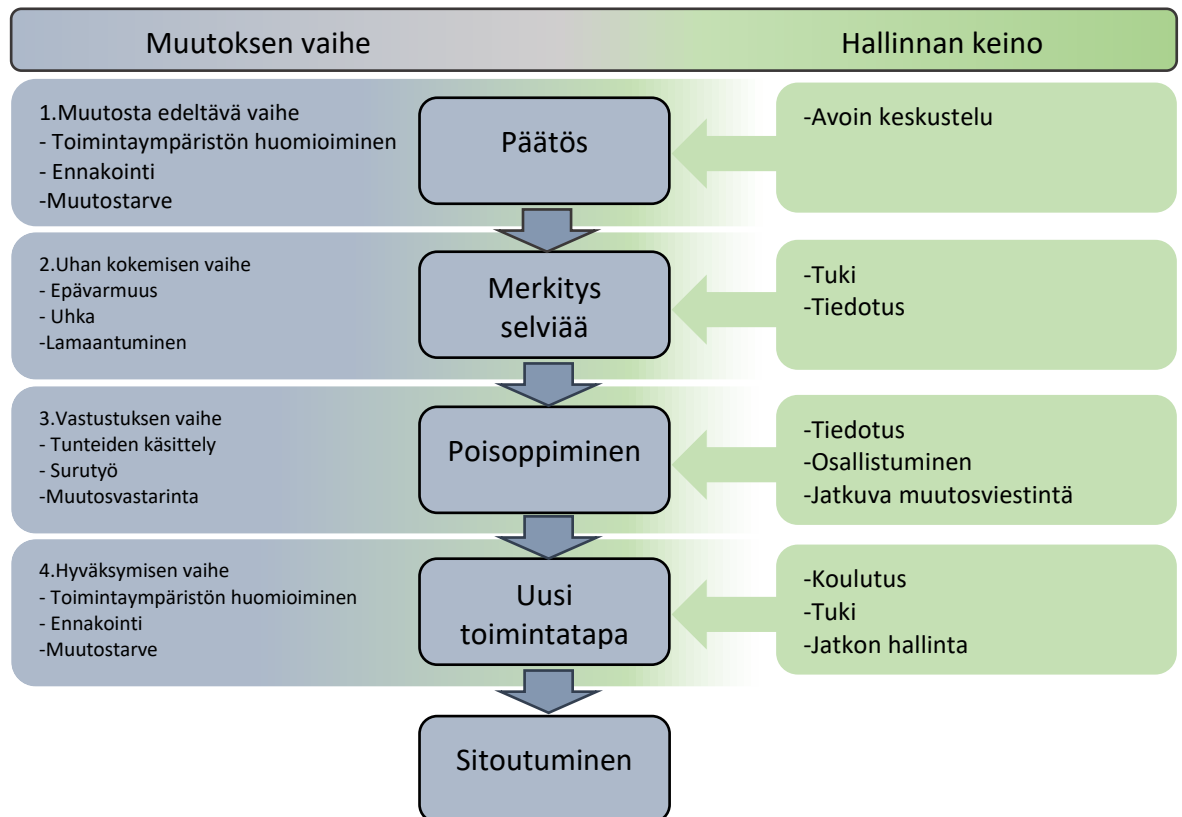 Muutoksen vaihe
Hallinnan keino
1.Muutosta edeltävä vaihe
- Toimintaympäristön huomioiminen
- Ennakointi
-Muutostarve
Päätös
-Avoin keskustelu
2.Uhan kokemisen vaihe
- Epävarmuus
- Uhka
-Lamaantuminen
Merkitys
selviää
-Tuki
-Tiedotus
3.Vastustuksen vaihe
- Tunteiden käsittely
- Surutyö
-Muutosvastarinta
Poisoppiminen
-Tiedotus
-Osallistuminen
-Jatkuva muutosviestintä
4.Hyväksymisen vaihe
- Toimintaympäristön huomioiminen
- Ennakointi
-Muutostarve
Uusi
toimintatapa
-Koulutus
-Tuki
-Jatkon hallinta
Sitoutuminen